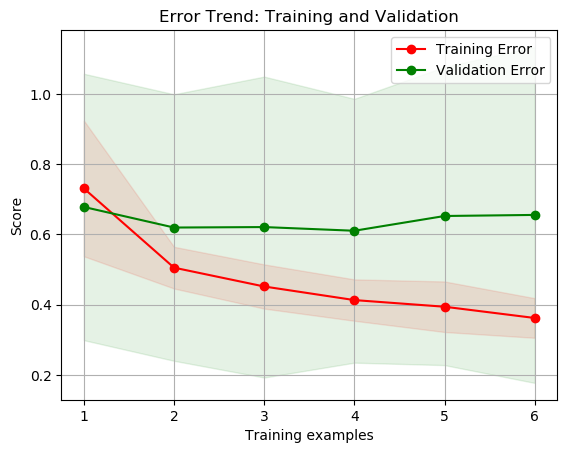 Error Trend: Training and Validation
Training Error
Validation Error
Score
1.0
0.8
0.6
0.4
0.2
1 2 3 4 5 6
Training examples